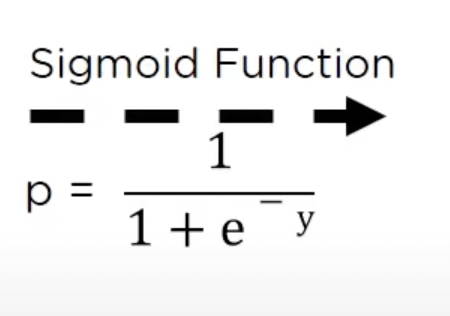 Sigmoid Function
p = 1
1 + e ‾ y